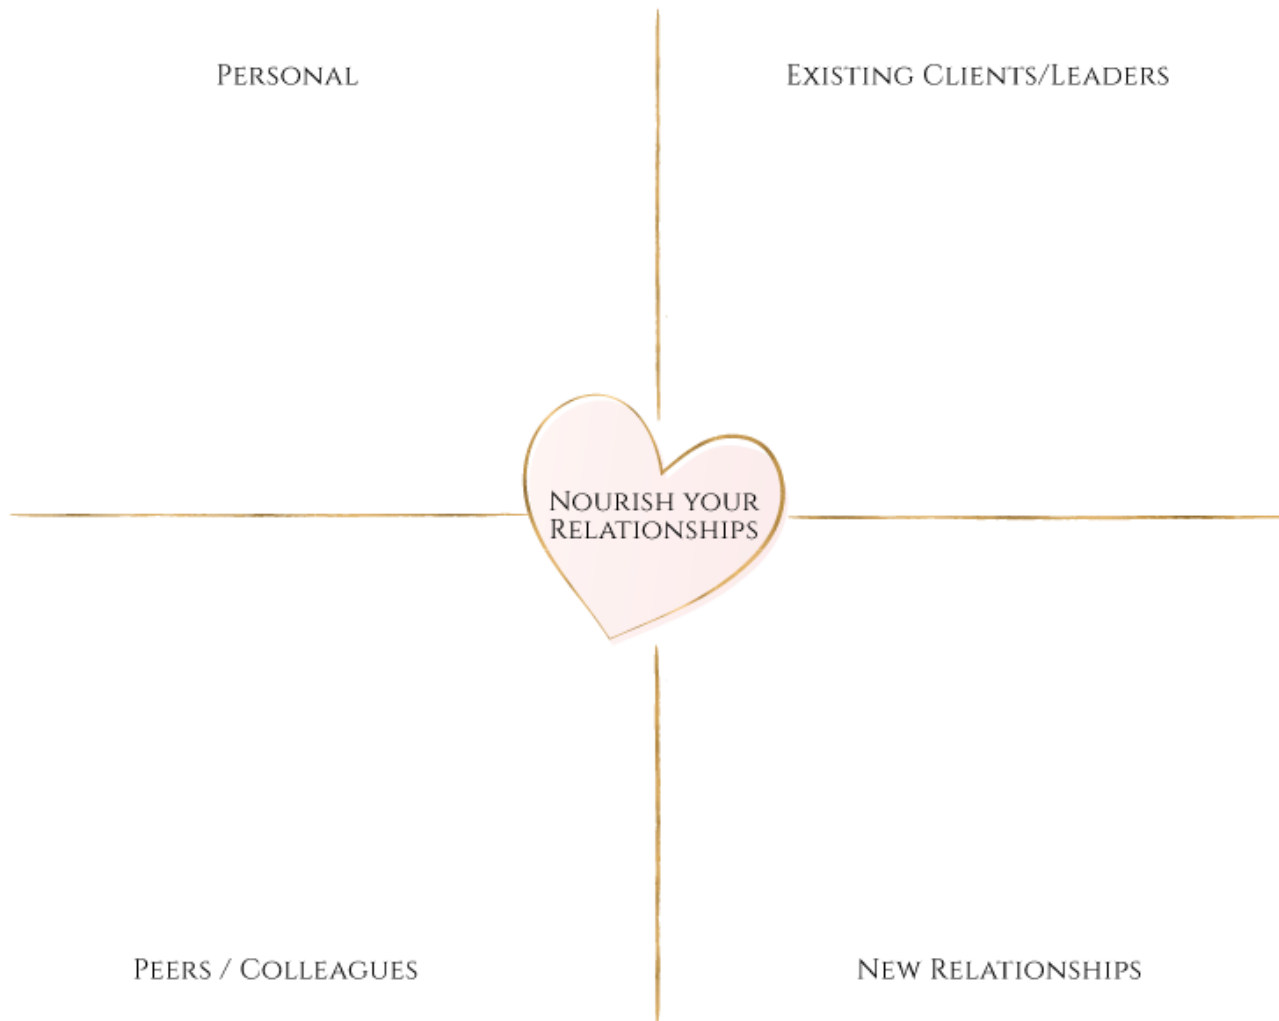 Personal
Existing Clients/Leaders
Nourish your
Relationships
Peers / Colleagues
New Relationships